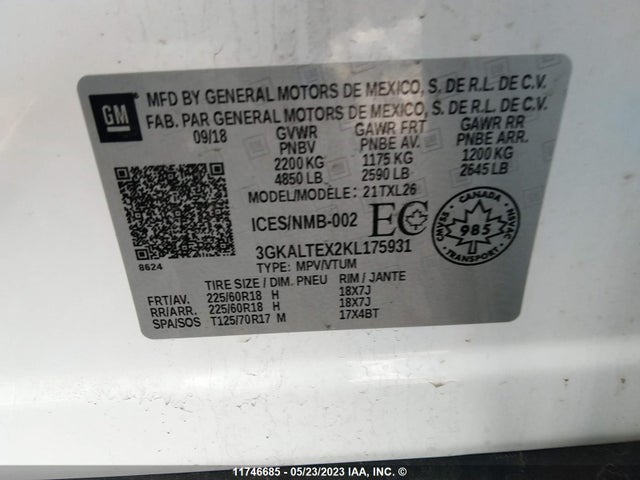 GM
MFD BY GENERAL MOTORS DE MEXICO, S. DE R.L. DE C.V.
FAB. PAR GENERAL MOTORS DE MEXICO, S. DE R.L. DE C.V.
09/18 GVWR GAWR FRT GAWR RR
PNBV PNBE AV. PNBE ARR.
2200 KG 1175 KG 1200 KG
4850 LB 2590 LB 2645 LB
MODEL/MODÈLE: 21TXL26
ICES/NMB-002 EC
CANADA
CMVSS
985
NSVAC
3GKALTEX2KL175931
8624
TYPE: MPV/VTUM
TIRE SIZE / DIM. PNEU RIM / JANTE
FRT/AV. 225/60R18 H 18X7J
RR/ARR. 225/60R18 H 18X7J
SPA/SOS T125/70R17 M 17X4BT
11746685 - 05/23/2023 IAA, Inc.